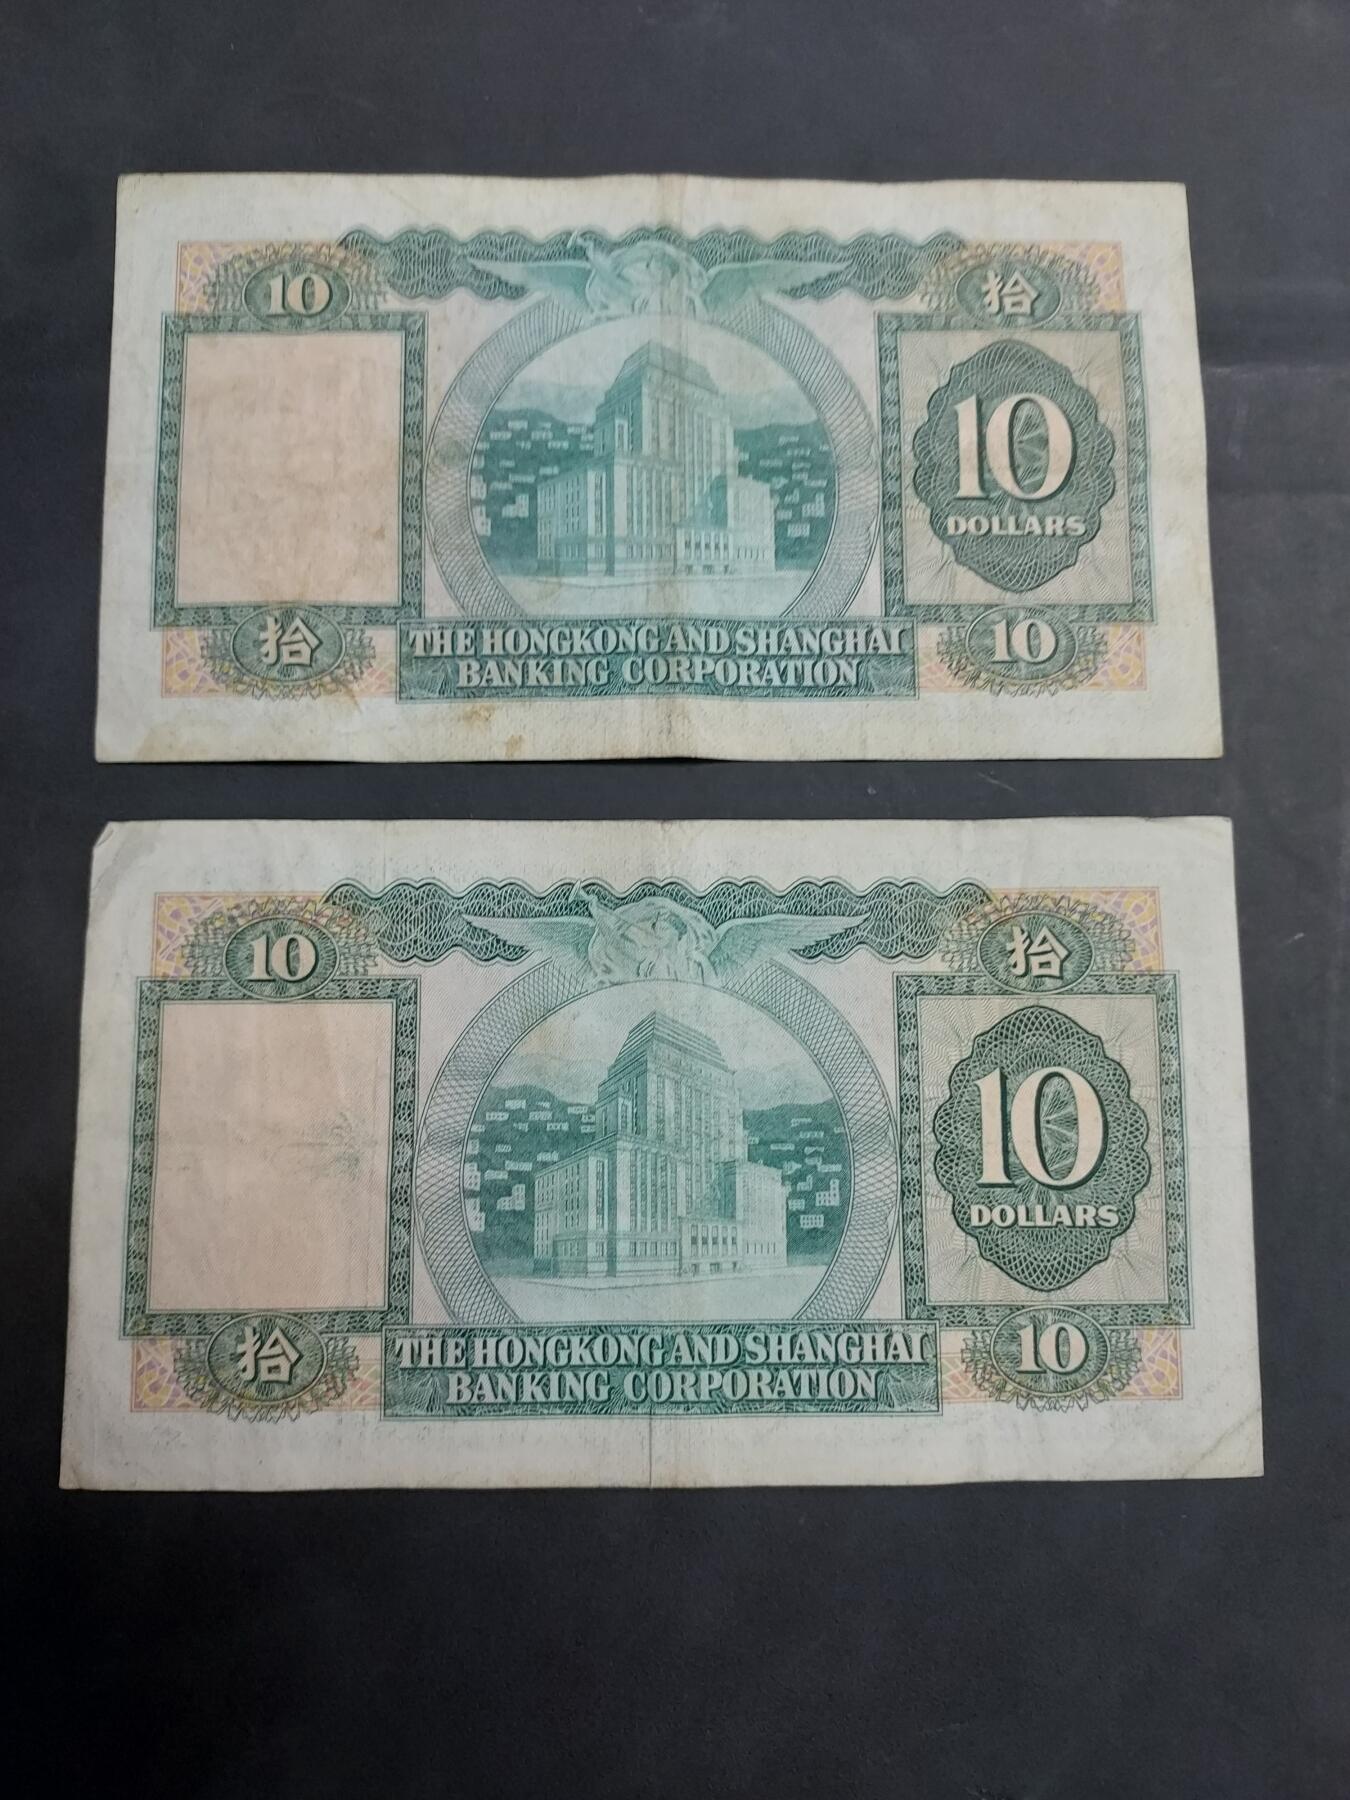 10 拾
10
DOLLARS
拾 10
THE HONGKONG AND SHANGHAI
BANKING CORPORATION
10 拾
10
DOLLARS
拾 10
THE HONGKONG AND SHANGHAI
BANKING CORPORATION